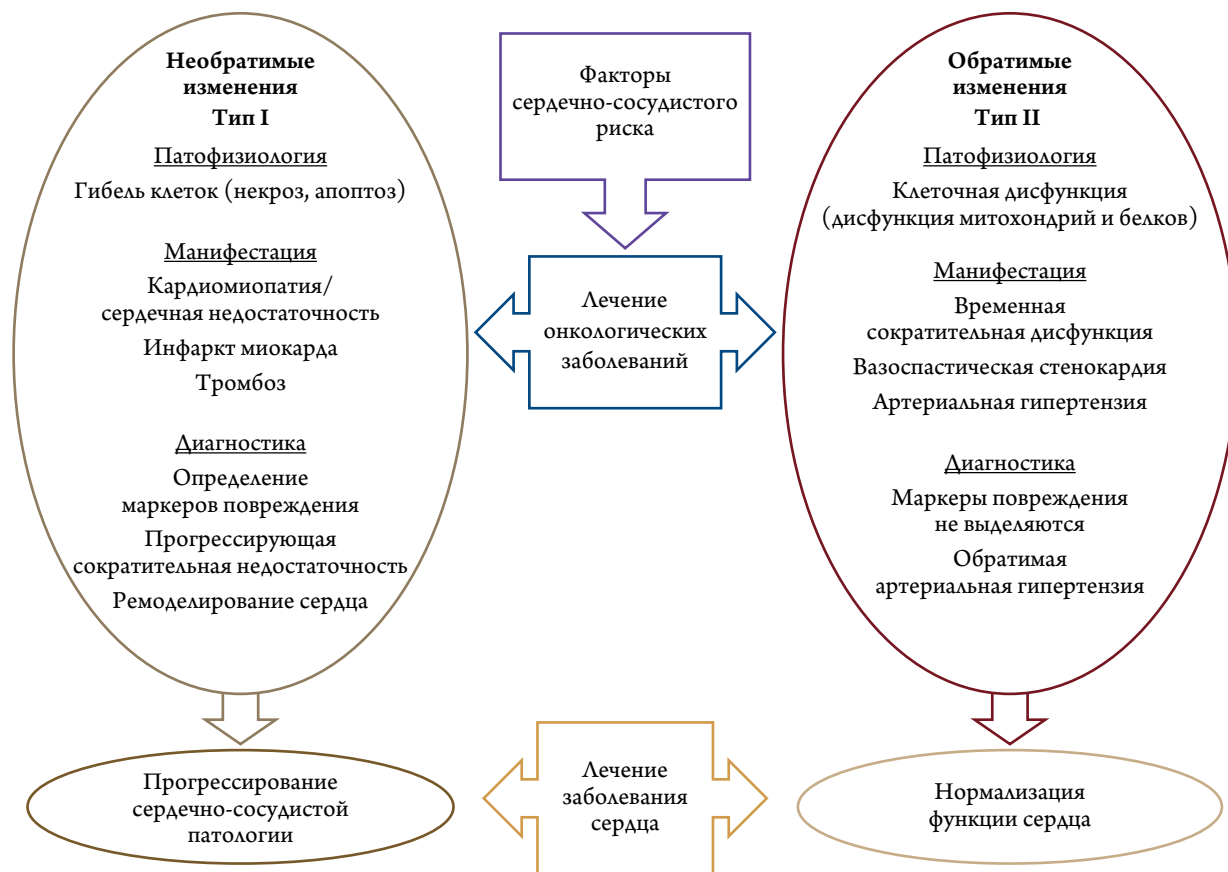 Необратимые
изменения
Тип I
Патофизиология
Гибель клеток (некроз, апоптоз)
Манифестация
Кардиомиопатия/
сердечная недостаточность
Инфаркт миокарда
Тромбоз
Диагностика
Определение
маркеров повреждения
Прогрессирующая
сократительная недостаточность
Ремоделирование сердца
Факторы
сердечно-сосудистого
риска
Лечение
онкологических
заболеваний
Обратимые
изменения
Тип II
Патофизиология
Клеточная дисфункция
(дисфункция митохондрий и белков)
Манифестация
Временная
сократительная дисфункция
Вазоспастическая стенокардия
Артериальная гипертензия
Диагностика
Маркеры повреждения
не выделяются
Обратимая
артериальная гипертензия
Прогрессирование
сердечно-сосудистой
патологии
Лечение
заболевания
сердца
Нормализация
функции сердца